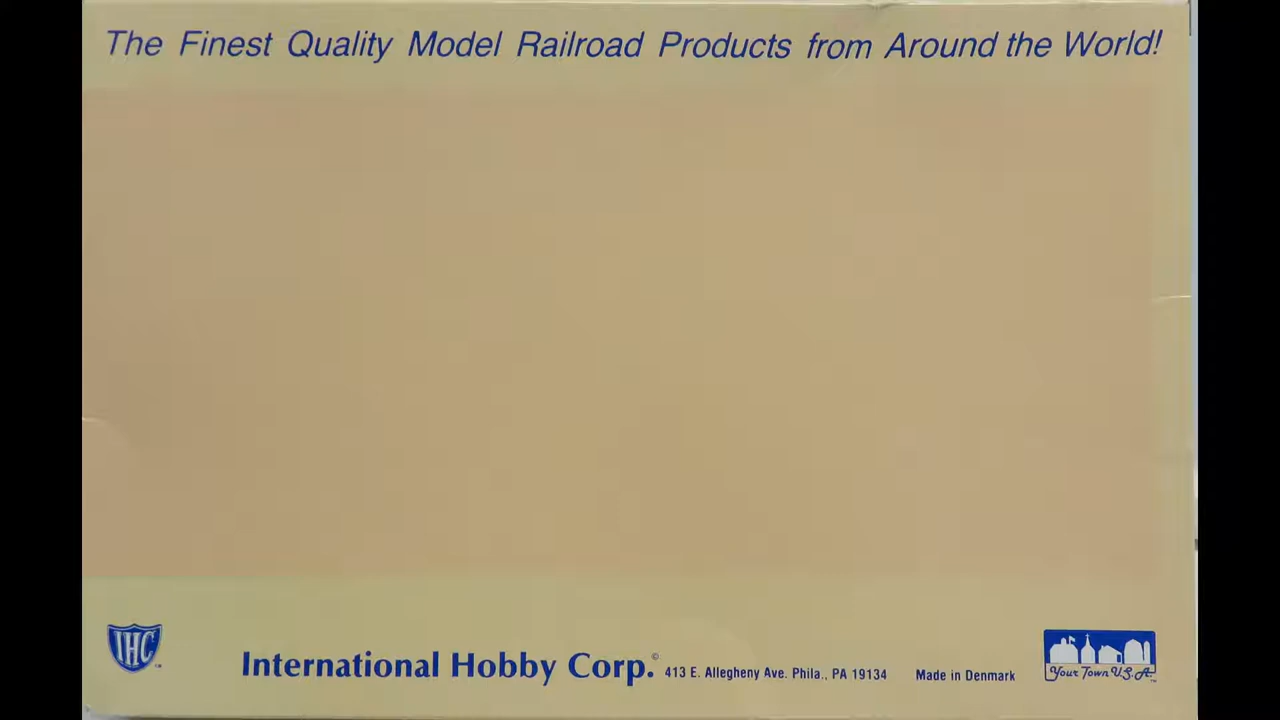 The Finest Quality Model Railroad Products from Around the World!
IHC
International Hobby Corp.© 413 E. Allegheny Ave. Phila., PA 19134 Made in Denmark
Your Town U.S.A.™